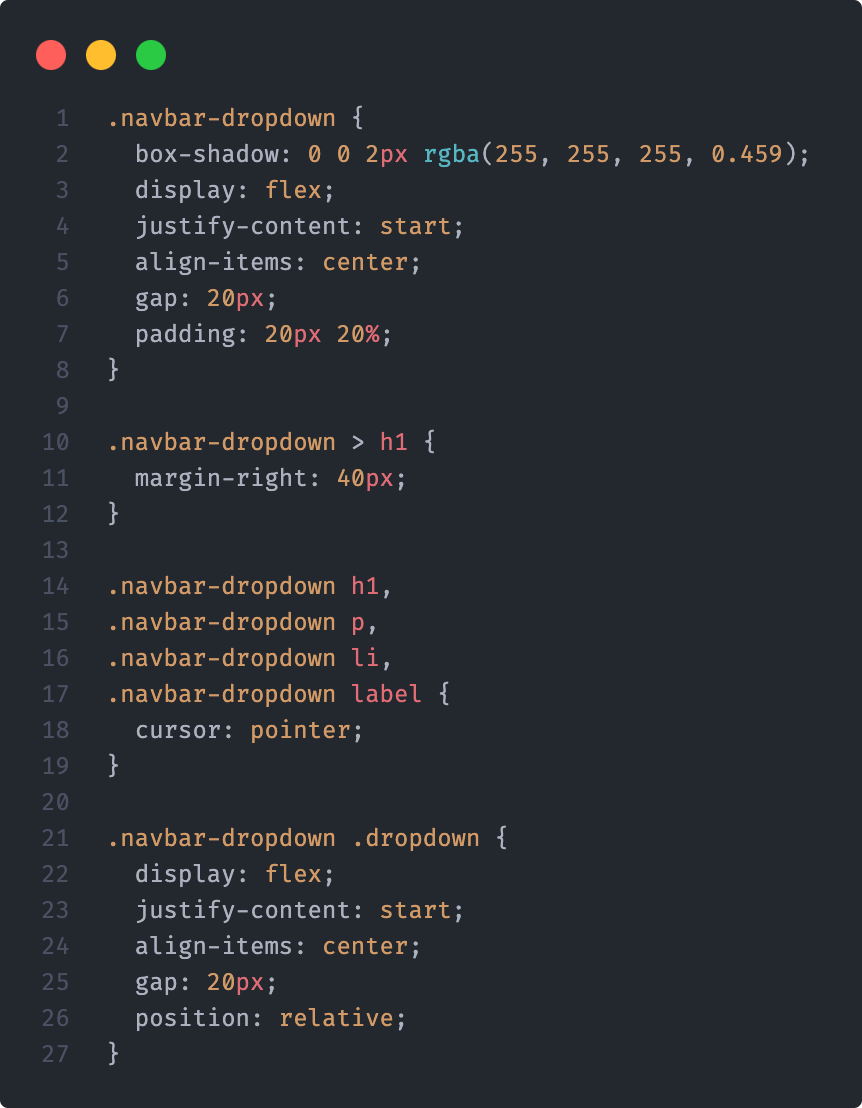 1 .navbar-dropdown {
2   box-shadow: 0 0 2px rgba(255, 255, 255, 0.459);
3   display: flex;
4   justify-content: start;
5   align-items: center;
6   gap: 20px;
7   padding: 20px 20%;
8 }
9
10 .navbar-dropdown > h1 {
11   margin-right: 40px;
12 }
13
14 .navbar-dropdown h1,
15 .navbar-dropdown p,
16 .navbar-dropdown li,
17 .navbar-dropdown label {
18   cursor: pointer;
19 }
20
21 .navbar-dropdown .dropdown {
22   display: flex;
23   justify-content: start;
24   align-items: center;
25   gap: 20px;
26   position: relative;
27 }